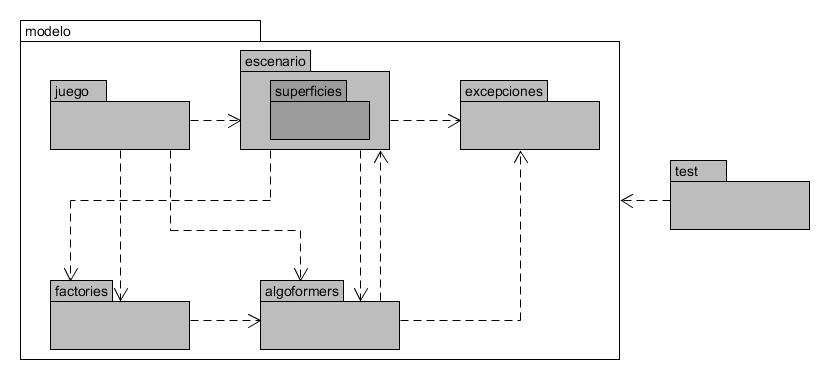 modelo
escenario
juego
superficies
excepciones
test
factories
algoformers